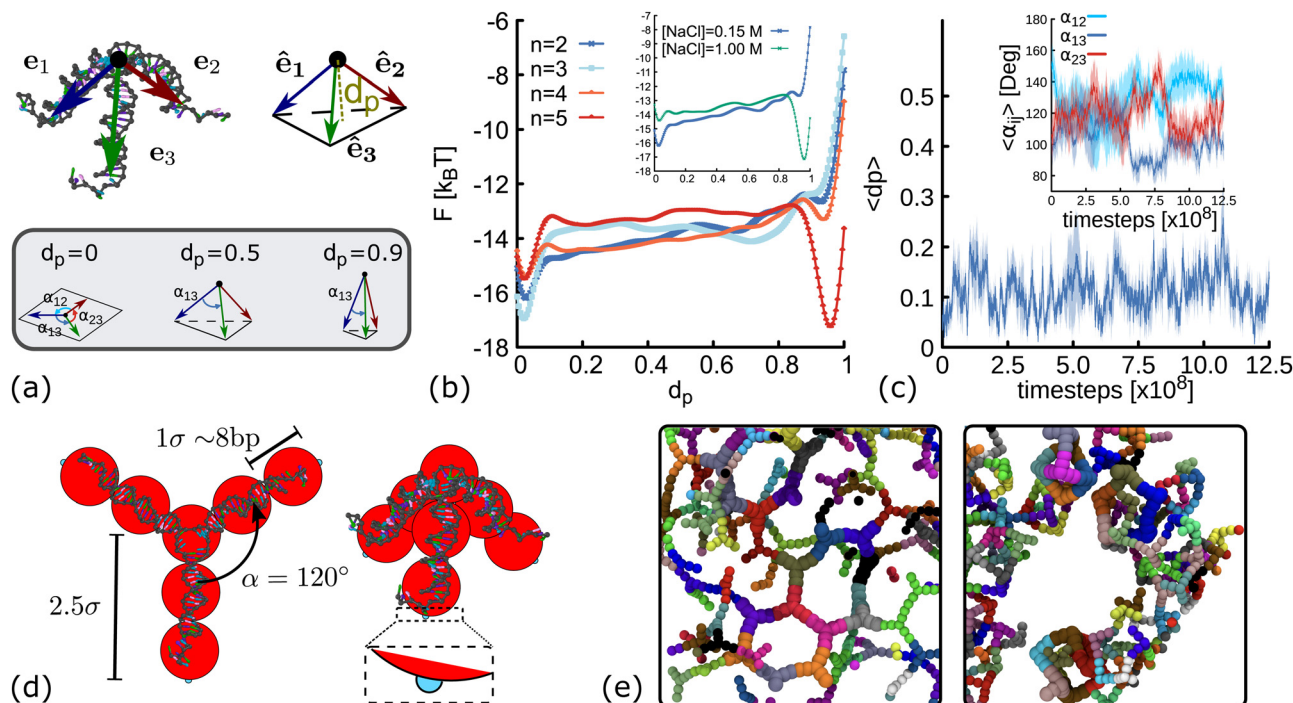 e1
e2
e3
ê1
ê2
dp
ê3
dp=0
dp=0.5
dp=0.9
α12
α23
α13
α13
α13
(a)
(b)
F [kBT]
-6
-8
-10
-12
-14
-16
-18
n=2
n=3
n=4
n=5
[NaCl]=0.15 M
[NaCl]=1.00 M
-7
-8
-9
-10
-11
-12
-13
-14
-15
-16
-17
-18
0 0.2 0.4 0.6 0.8 1
0 0.2 0.4 0.6 0.8 1
dp
(c)
<dp>
0.5
0.4
0.3
0.2
0.1
0
0 2.5 5.0 7.5 10.0 12.5
timesteps [x10^8]
α12
α13
α23
<αij> [Deg]
180
160
140
120
100
80
0 2.5 5.0 7.5 10.0 12.5
timesteps [x10^8]
(d)
1σ ~8bp
2.5σ
α = 120°
(e)